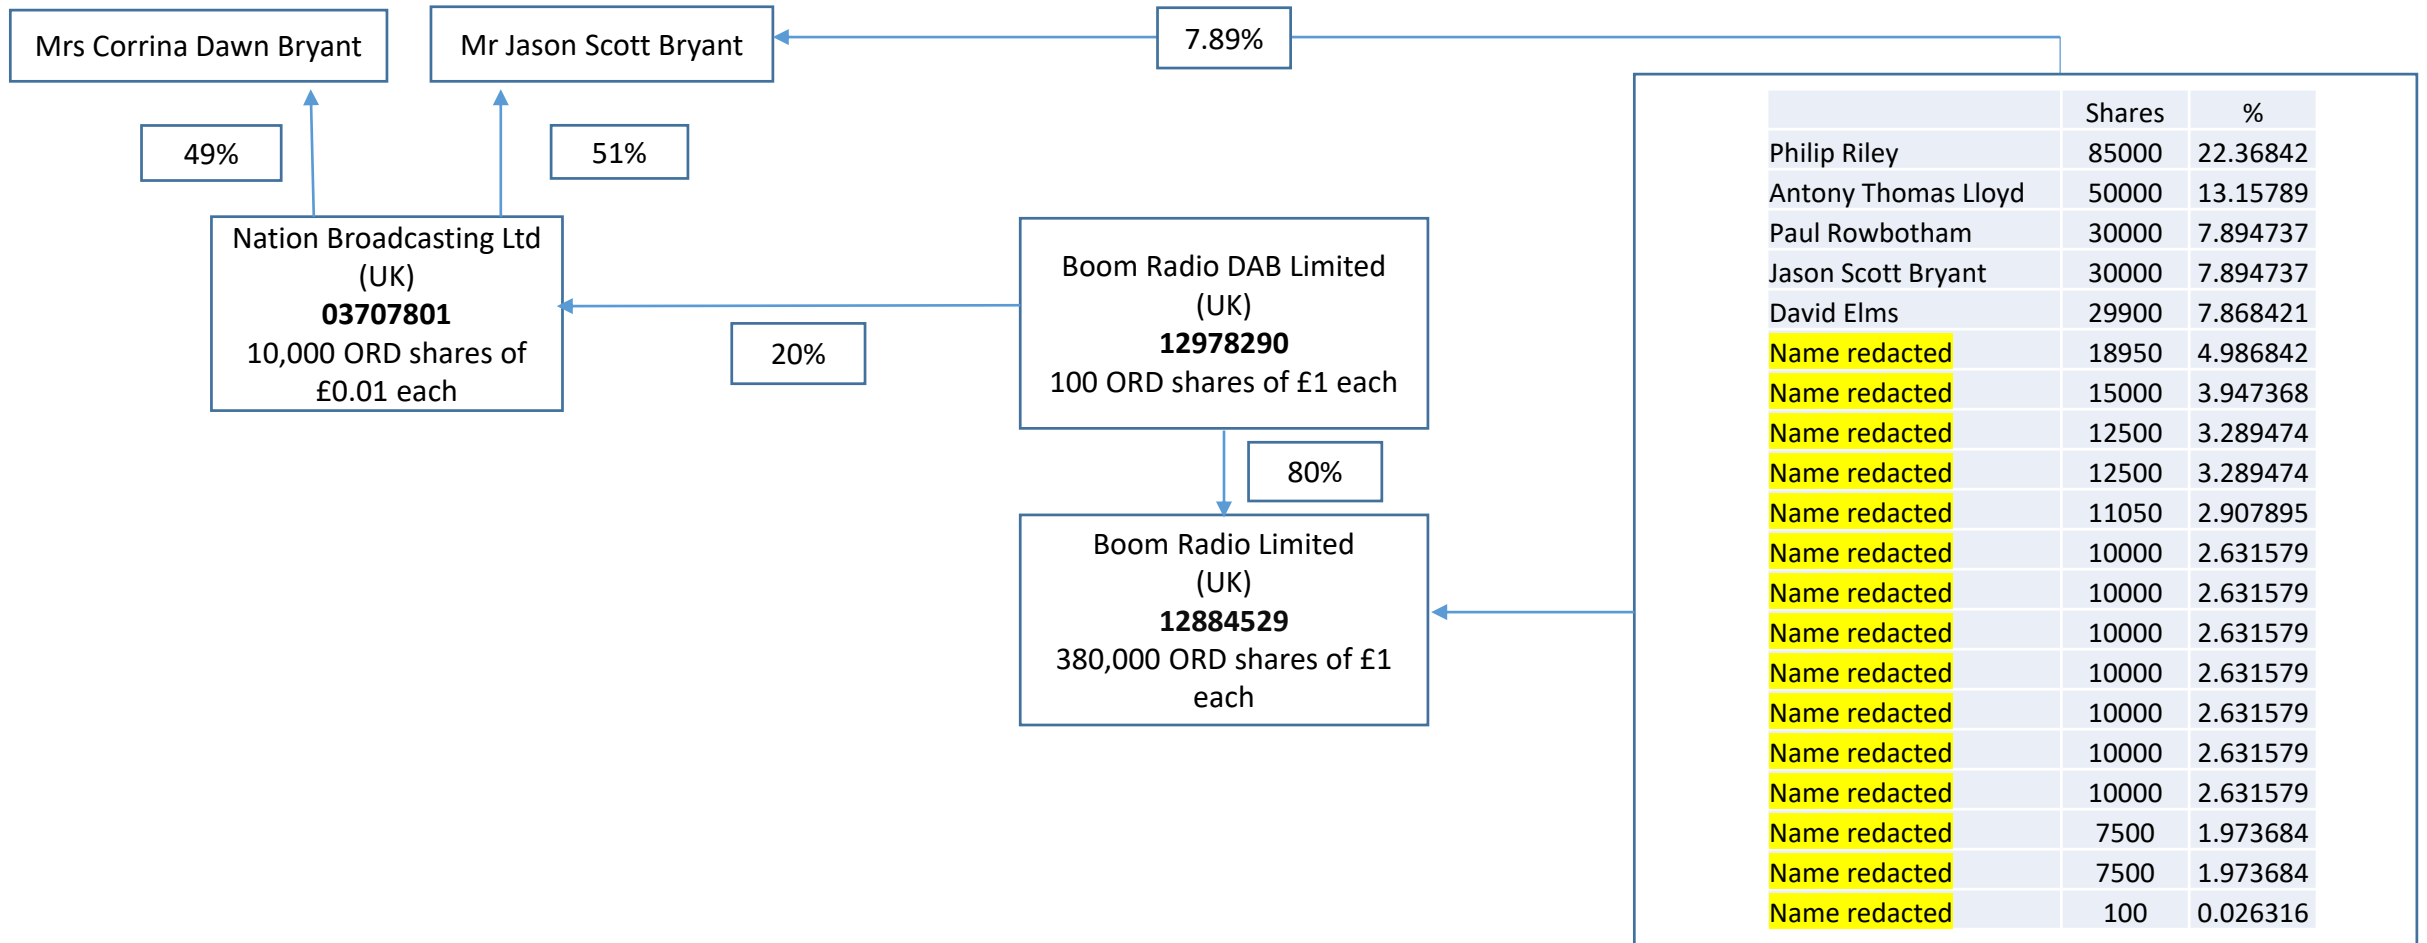 Mrs Corrina Dawn Bryant
Mr Jason Scott Bryant
7.89%
49%
51%
Nation Broadcasting Ltd
(UK)
03707801
10,000 ORD shares of
£0.01 each
20%
Boom Radio DAB Limited
(UK)
12978290
100 ORD shares of £1 each
80%
Boom Radio Limited
(UK)
12884529
380,000 ORD shares of £1
each
Shares %
Philip Riley 85000 22.36842
Antony Thomas Lloyd 50000 13.15789
Paul Rowbotham 30000 7.894737
Jason Scott Bryant 30000 7.894737
David Elms 29900 7.868421
Name redacted 18950 4.986842
Name redacted 15000 3.947368
Name redacted 12500 3.289474
Name redacted 12500 3.289474
Name redacted 11050 2.907895
Name redacted 10000 2.631579
Name redacted 10000 2.631579
Name redacted 10000 2.631579
Name redacted 10000 2.631579
Name redacted 10000 2.631579
Name redacted 10000 2.631579
Name redacted 10000 2.631579
Name redacted 7500 1.973684
Name redacted 7500 1.973684
Name redacted 100 0.026316